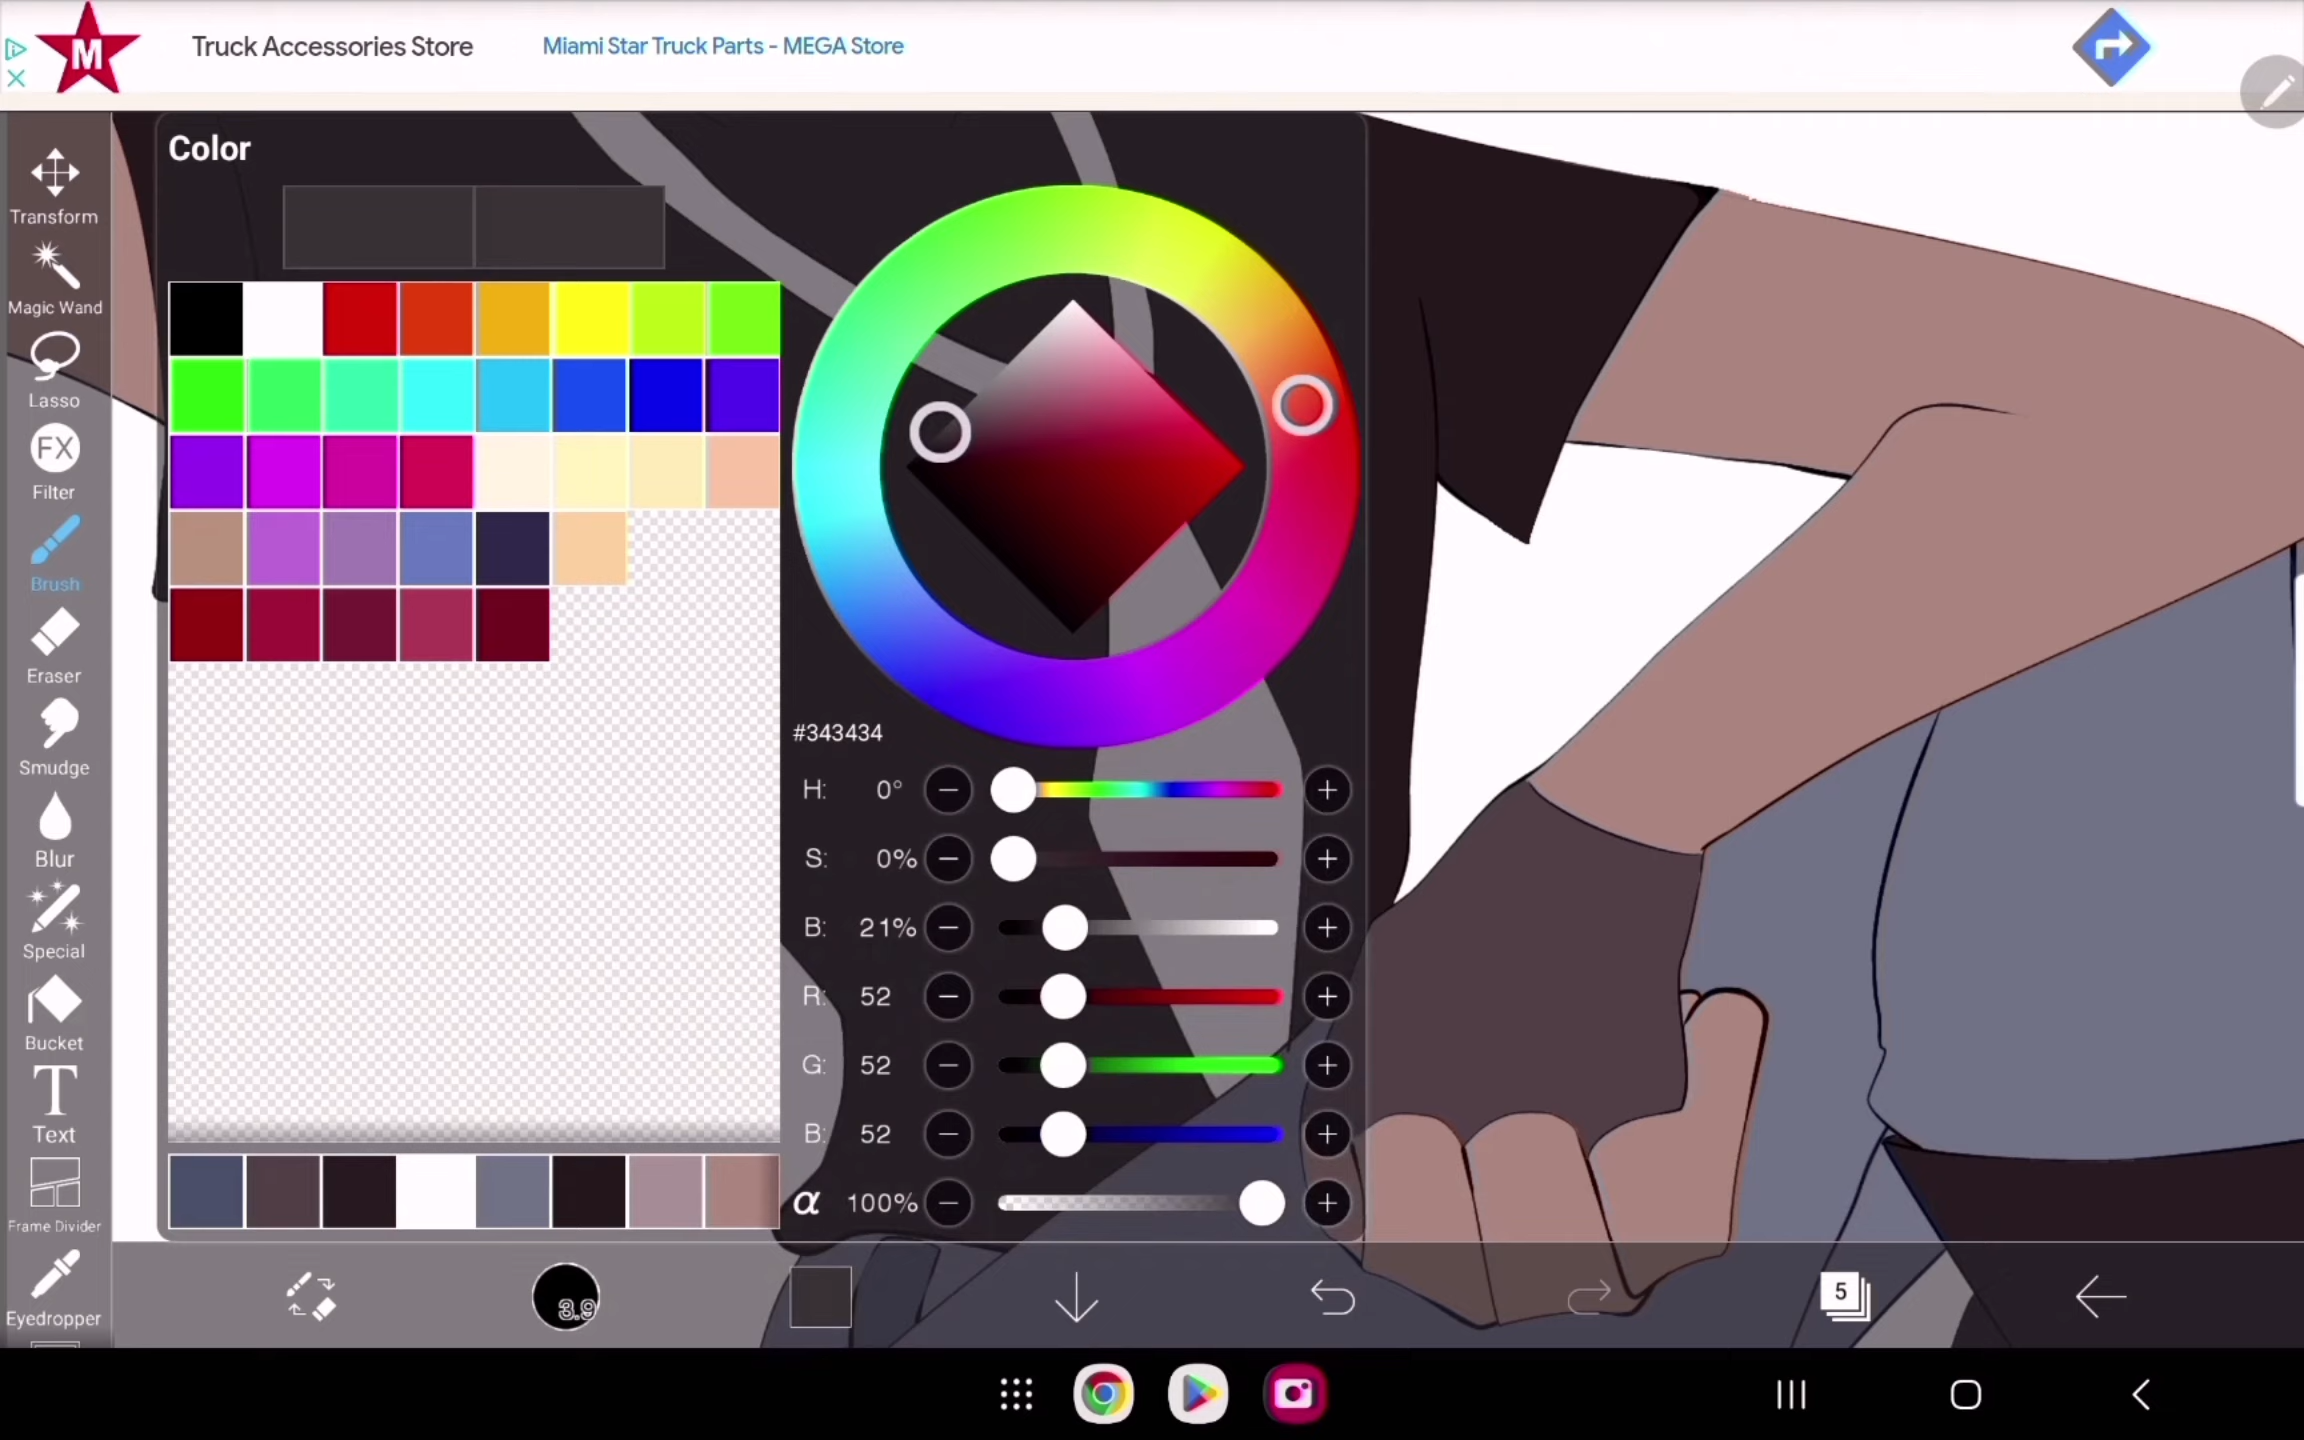 M
Truck Accessories Store
Miami Star Truck Parts - MEGA Store
Color
Transform
Magic Wand
Lasso
FX
Filter
Brush
Eraser
Smudge
Blur
Special
Bucket
T
Text
Frame Divider
Eyedropper
#343434
H: 0°
S: 0%
B: 21%
R: 52
G: 52
B: 52
α 100%
3.9
5